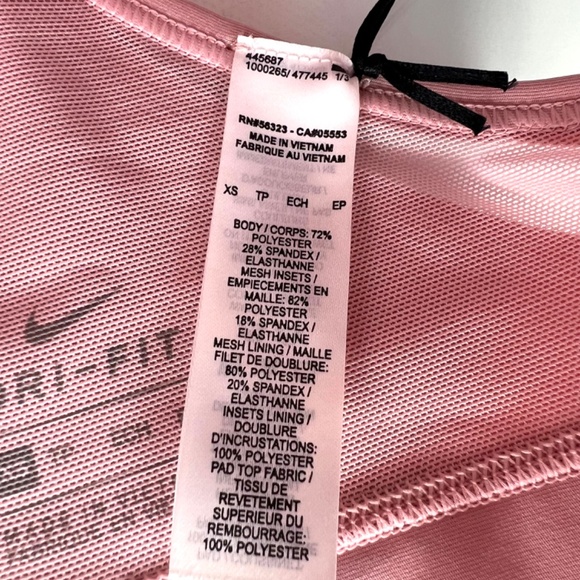 445687
1000265/ 477445 1/3
RN#56323 - CA#05553
MADE IN VIETNAM
FABRIQUE AU VIETNAM
XS TP ECH EP
BODY / CORPS: 72%
POLYESTER
28% SPANDEX /
ELASTHANNE
MESH INSETS /
EMPIECEMENTS EN
MAILLE: 82%
POLYESTER
18% SPANDEX /
ELASTHANNE
MESH LINING / MAILLE
FILET DE DOUBLURE:
80% POLYESTER
20% SPANDEX /
ELASTHANNE
INSETS LINING /
DOUBLURE
D'INCRUSTATIONS:
100% POLYESTER
PAD TOP FABRIC /
TISSU DE
REVETEMENT
SUPERIEUR DU
REMBOURRAGE:
100% POLYESTER
DRI-FIT